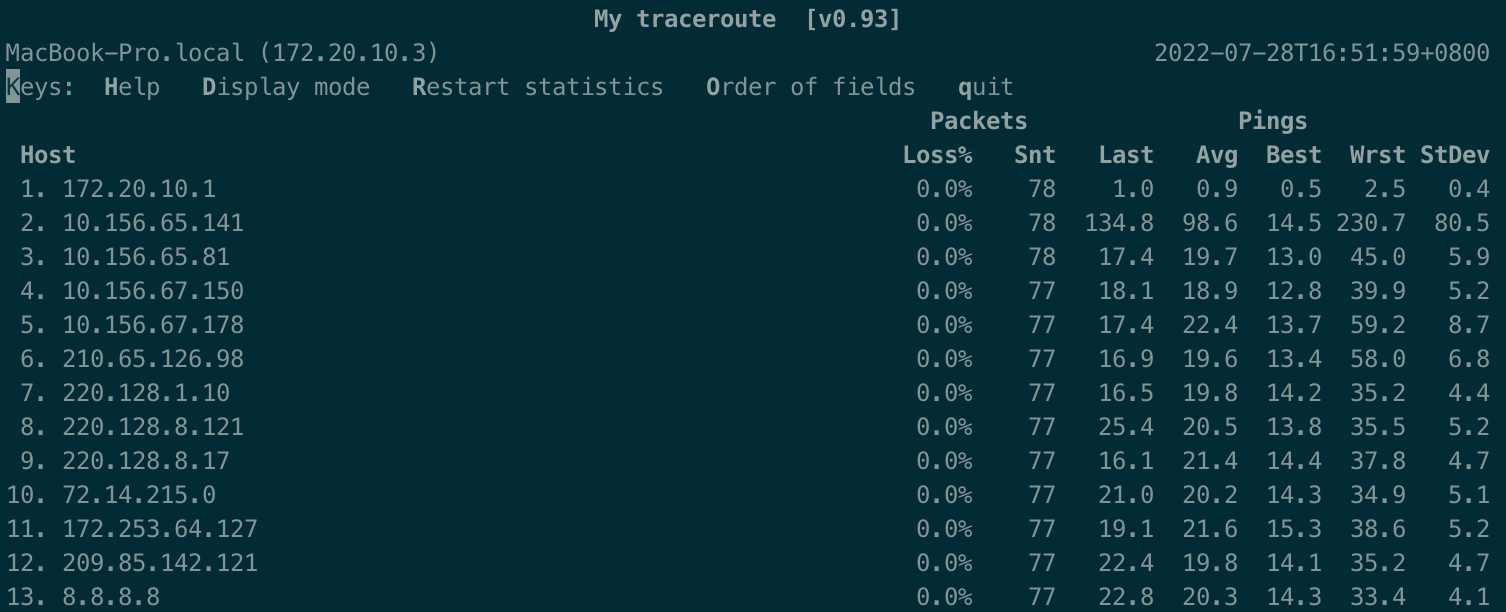 My traceroute  [v0.93]
MacBook-Pro.local (172.20.10.3) 2022-07-28T16:51:59+0800
Keys:  Help   Display mode   Restart statistics   Order of fields   quit
Packets Pings
Host Loss% Snt Last Avg Best Wrst StDev
1. 172.20.10.1 0.0% 78 1.0 0.9 0.5 2.5 0.4
2. 10.156.65.141 0.0% 78 134.8 98.6 14.5 230.7 80.5
3. 10.156.65.81 0.0% 78 17.4 19.7 13.0 45.0 5.9
4. 10.156.67.150 0.0% 77 18.1 18.9 12.8 39.9 5.2
5. 10.156.67.178 0.0% 77 17.4 22.4 13.7 59.2 8.7
6. 210.65.126.98 0.0% 77 16.9 19.6 13.4 58.0 6.8
7. 220.128.1.10 0.0% 77 16.5 19.8 14.2 35.2 4.4
8. 220.128.8.121 0.0% 77 25.4 20.5 13.8 35.5 5.2
9. 220.128.8.17 0.0% 77 16.1 21.4 14.4 37.8 4.7
10. 72.14.215.0 0.0% 77 21.0 20.2 14.3 34.9 5.1
11. 172.253.64.127 0.0% 77 19.1 21.6 15.3 38.6 5.2
12. 209.85.142.121 0.0% 77 22.4 19.8 14.1 35.2 4.7
13. 8.8.8.8 0.0% 77 22.8 20.3 14.3 33.4 4.1